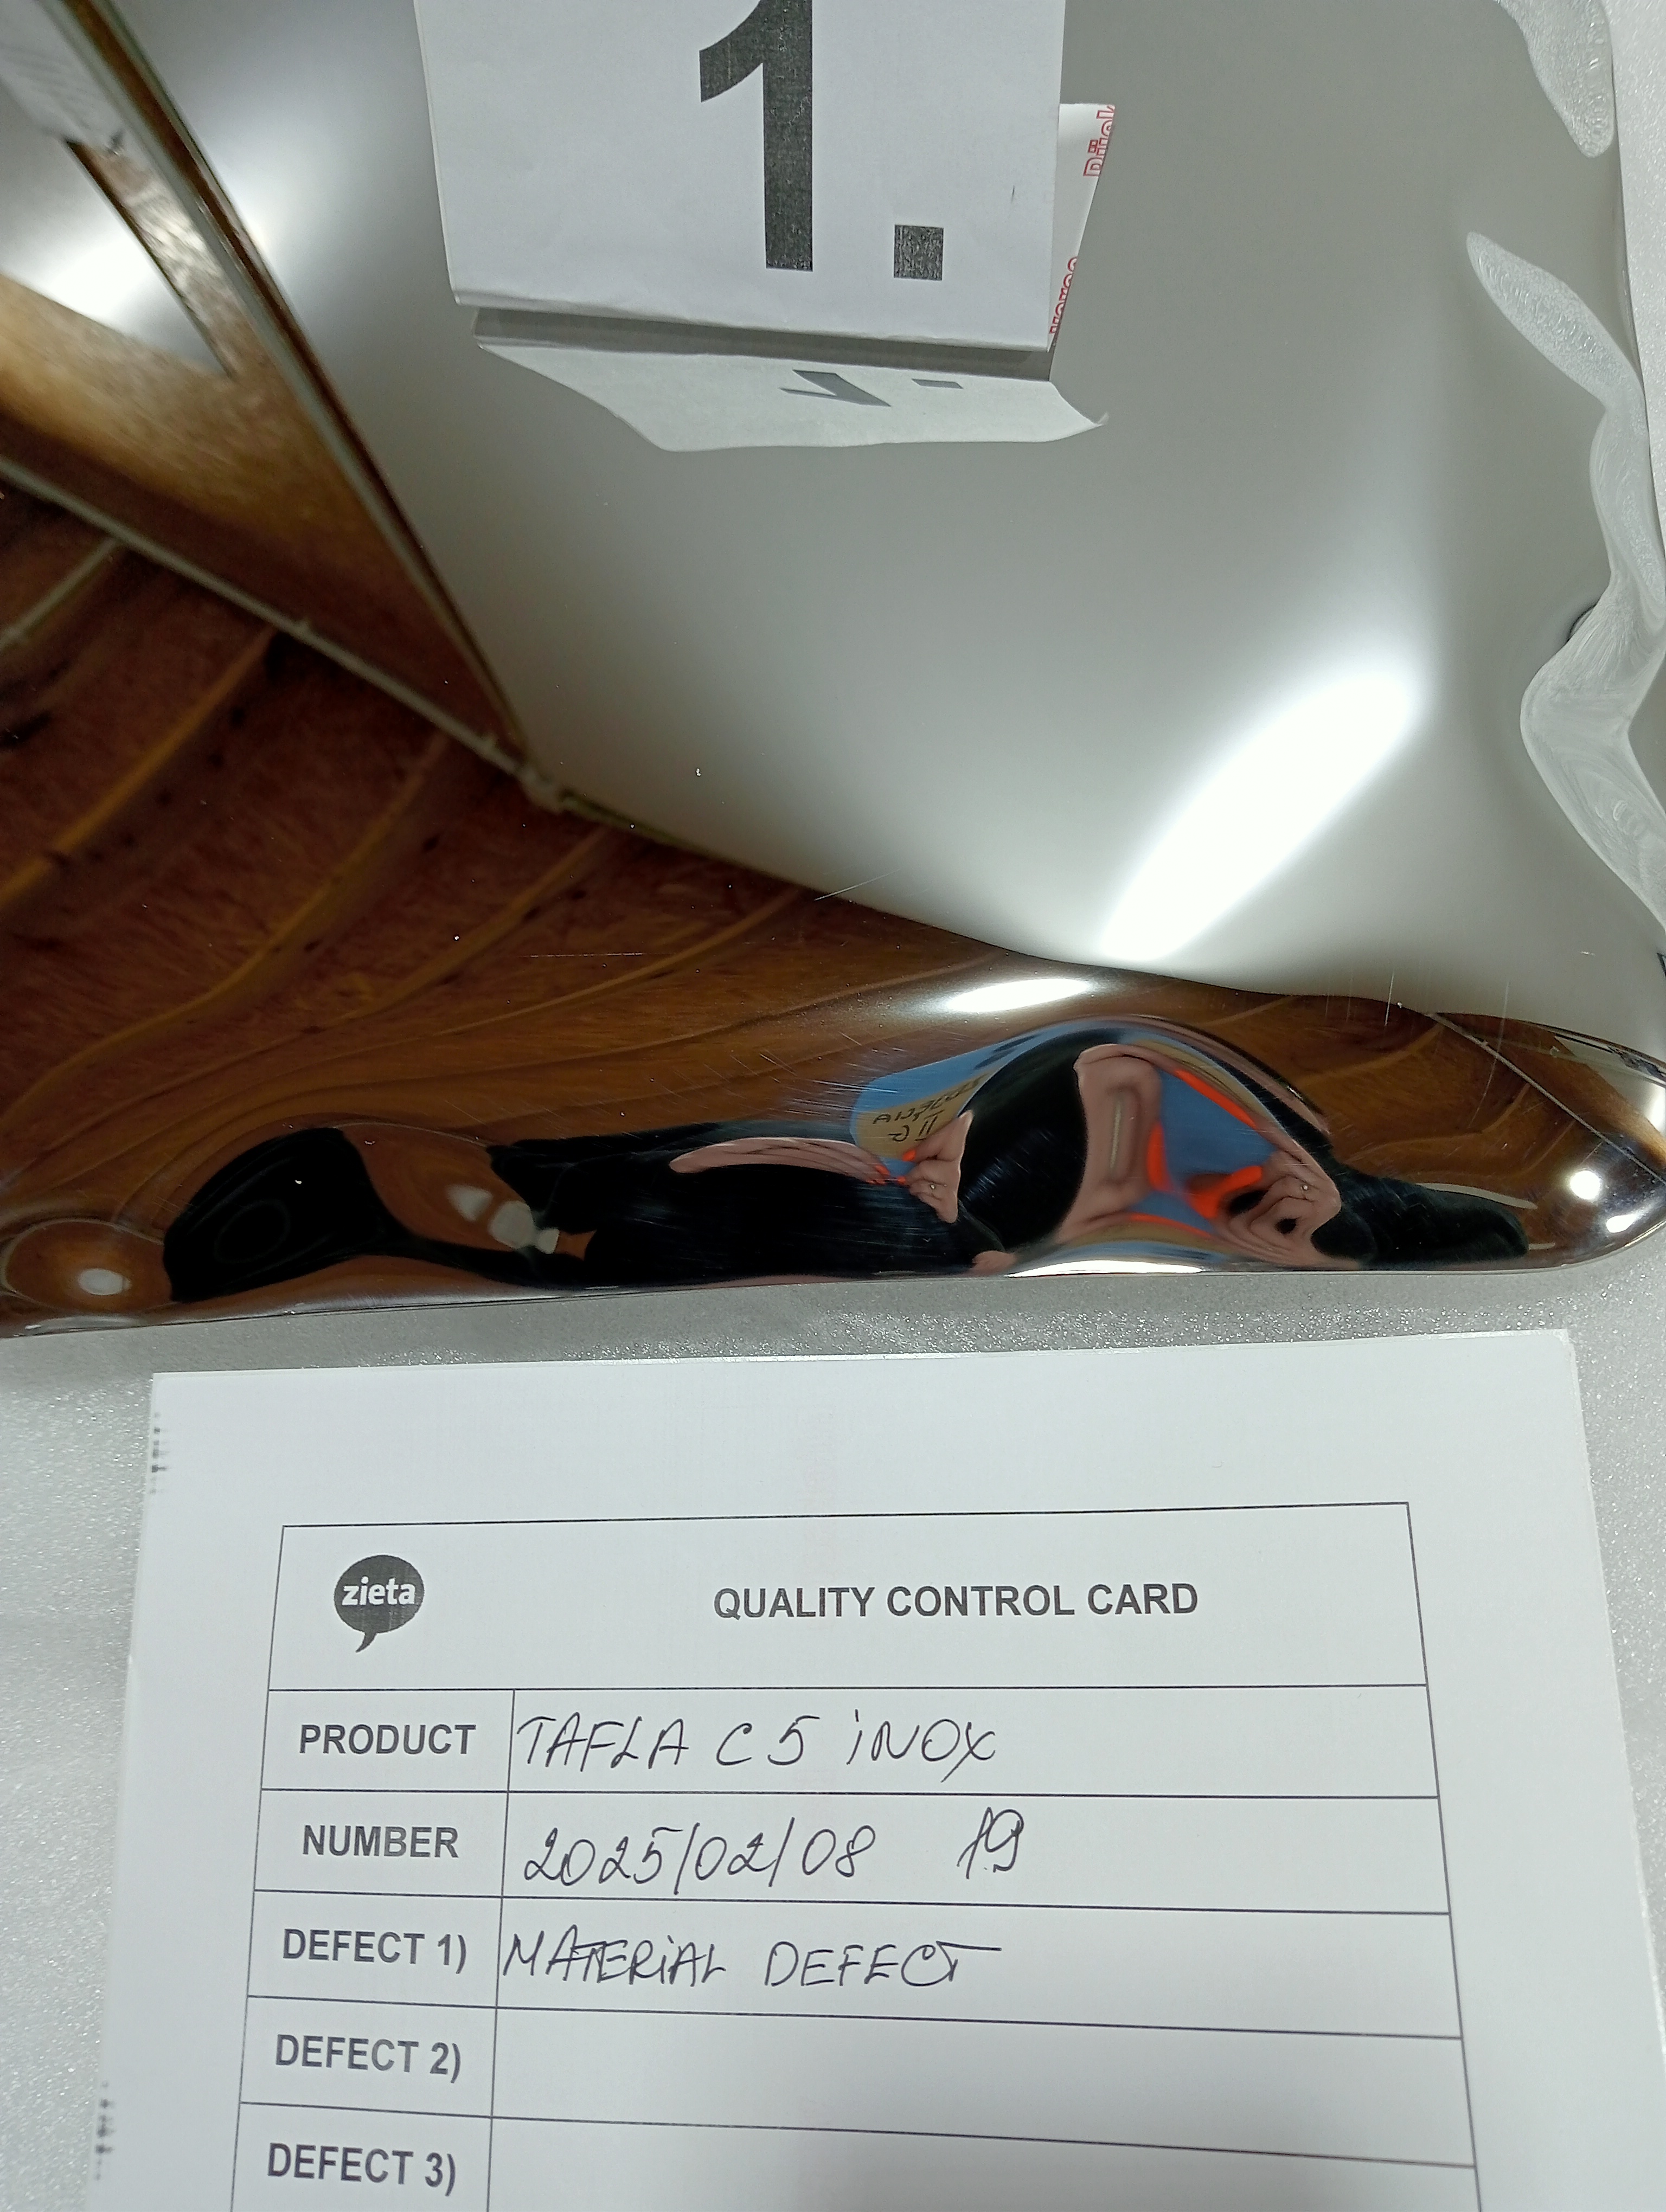 1.
zieta
QUALITY CONTROL CARD
PRODUCT TAFLA C5 iNOX
NUMBER 2025/02/08 19
DEFECT 1) MATERiAL DEFECT
DEFECT 2)
DEFECT 3)